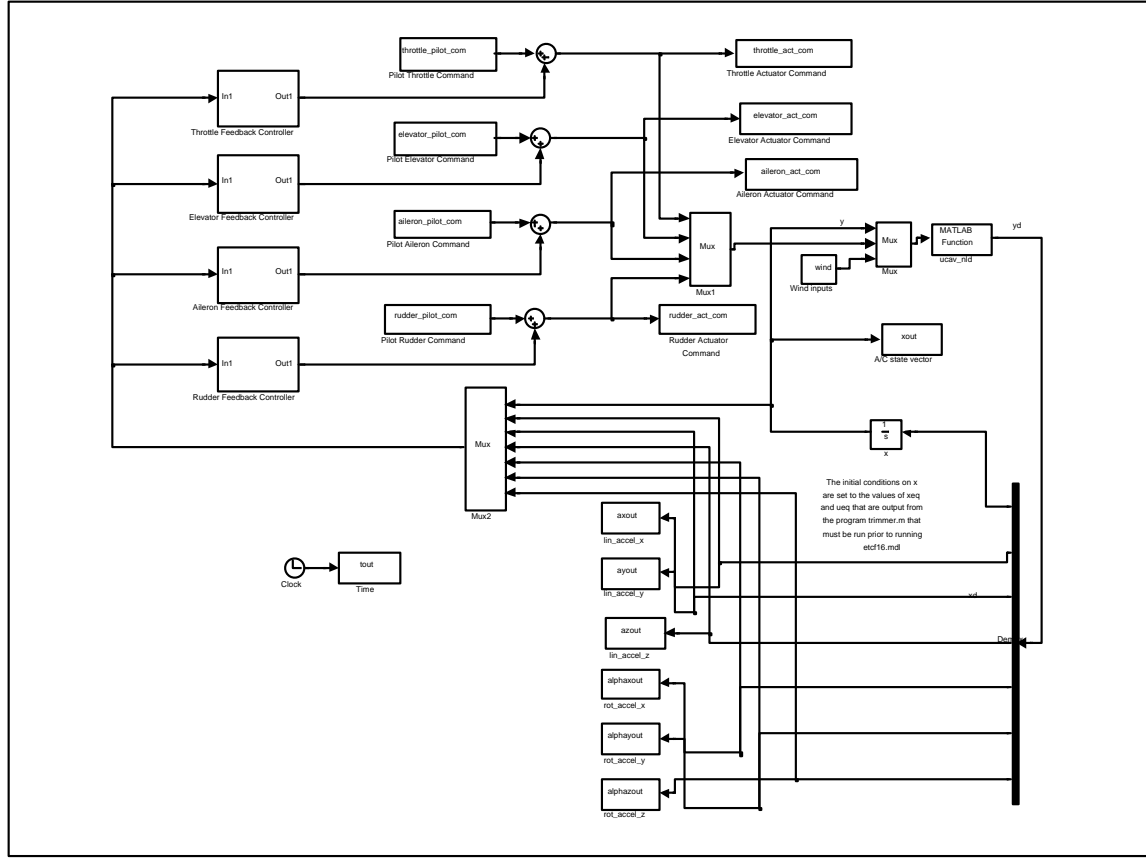 throttle_pilot_com
Pilot Throttle Command
throttle_act_com
Throttle Actuator Command
In1 Out1
Throttle Feedback Controller
elevator_pilot_com
Pilot Elevator Command
elevator_act_com
Elevator Actuator Command
In1 Out1
Elevator Feedback Controller
aileron_act_com
Aileron Actuator Command
aileron_pilot_com
Pilot Aileron Command
Mux
Mux1
y
Mux
Mux
MATLAB
Function
ucav_nld
yd
wind
Wind inputs
In1 Out1
Aileron Feedback Controller
rudder_pilot_com
Pilot Rudder Command
rudder_act_com
Rudder Actuator
Command
xout
A/C state vector
In1 Out1
Rudder Feedback Controller
Mux
Mux2
1
s
x
The initial conditions on x
are set to the values of xeq
and ueq that are output from
the program trimmer.m that
must be run prior to running
etcf16.mdl
axout
lin_accel_x
Clock
tout
Time
ayout
lin_accel_y
xd
azout
lin_accel_z
alphaxout
rot_accel_x
alphayout
rot_accel_y
alphazout
rot_accel_z